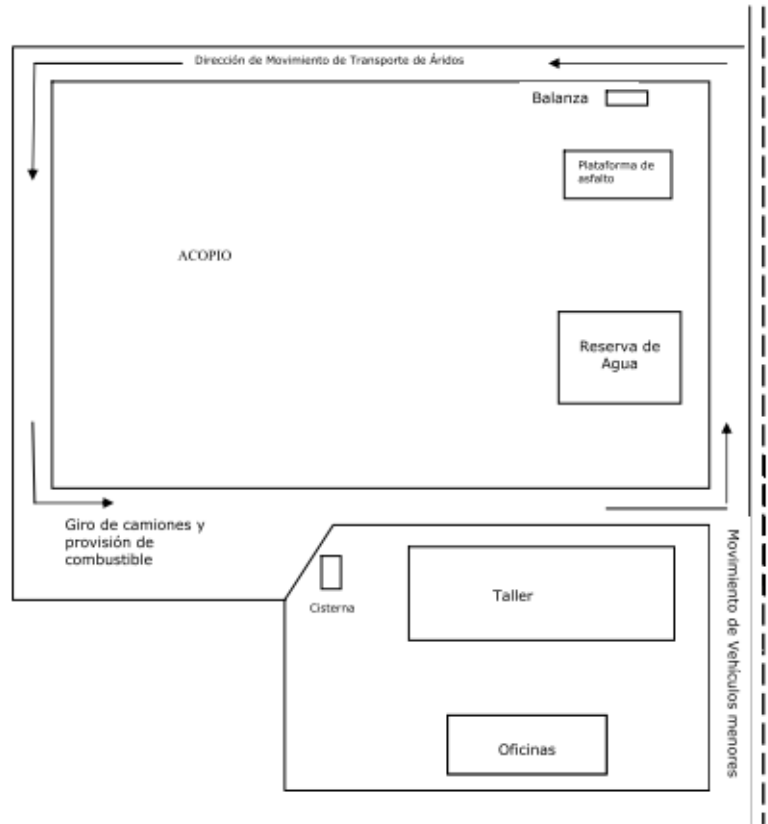 Dirección de Movimiento de Transporte de Áridos
Balanza
Plataforma de
asfalto
ACOPIO
Reserva de
Agua
Giro de camiones y
provisión de
combustible
Cisterna
Taller
Movimiento de Vehículos menores
Oficinas